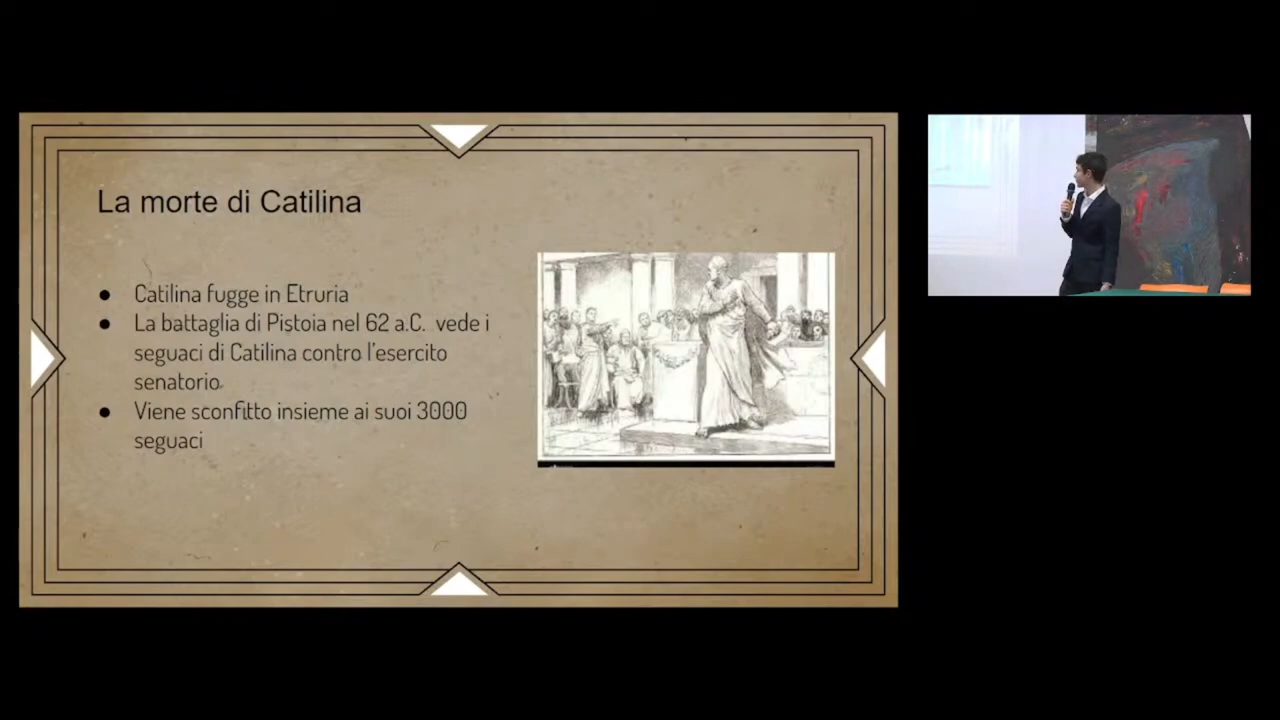 La morte di Catilina
● Catilina fugge in Etruria
● La battaglia di Pistoia nel 62 a.C. vede i
seguaci di Catilina contro l'esercito
senatorio
● Viene sconfitto insieme ai suoi 3000
seguaci